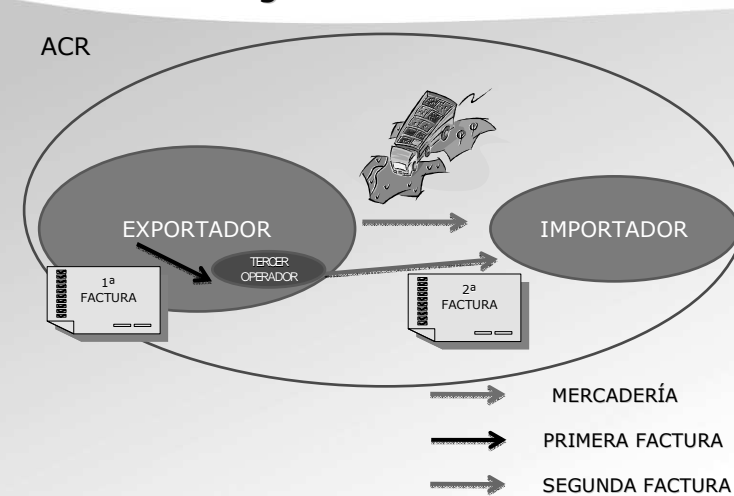 ACR
EXPORTADOR
IMPORTADOR
TERCER
OPERADOR
1ª
FACTURA
2ª
FACTURA
MERCADERÍA
PRIMERA FACTURA
SEGUNDA FACTURA